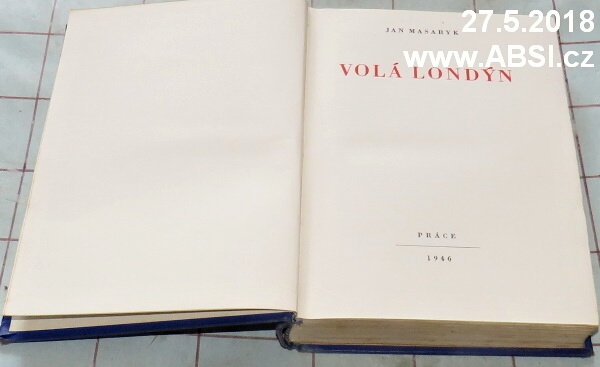 27.5.2018
www.ABSI.cz
JAN MASARYK
VOLÁ LONDÝN
PRÁCE
1946